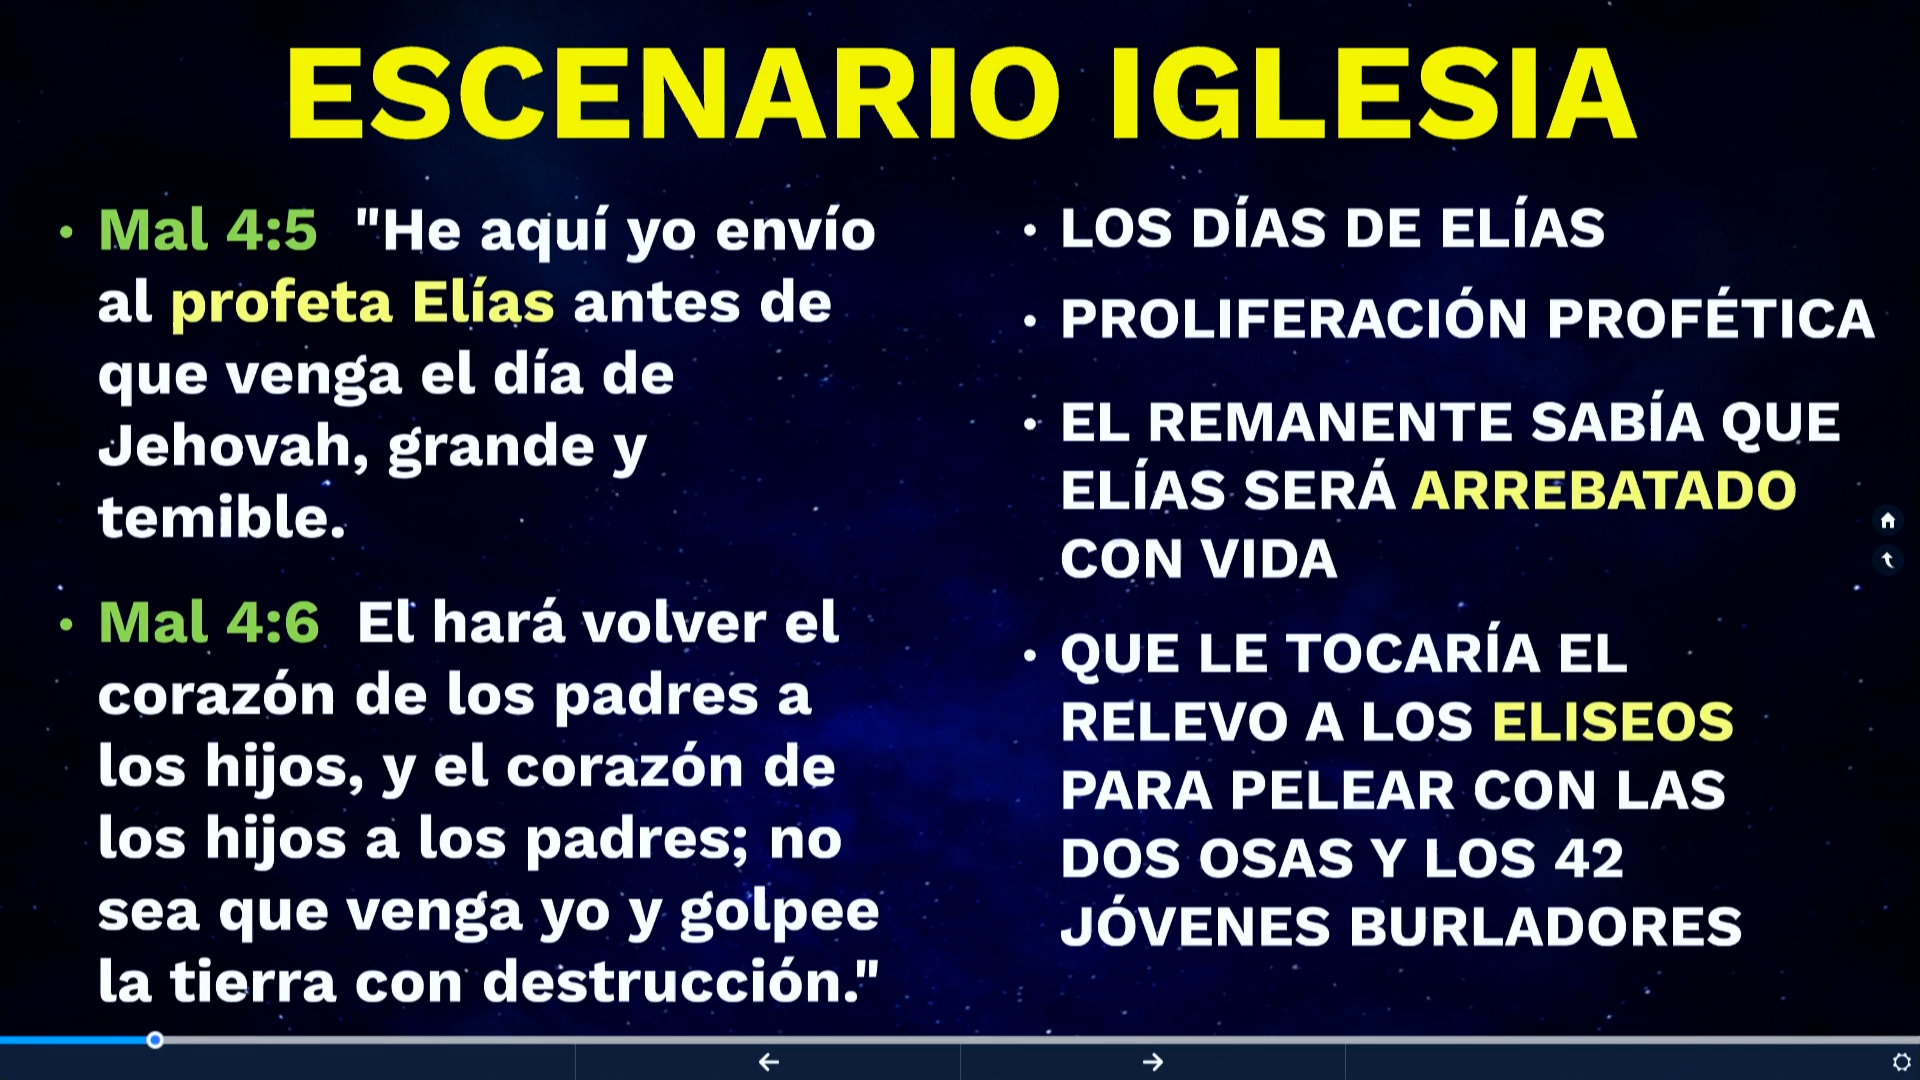 ESCENARIO IGLESIA
• Mal 4:5 "He aquí yo envío
al profeta Elías antes de
que venga el día de
Jehovah, grande y
temible.
• Mal 4:6 El hará volver el
corazón de los padres a
los hijos, y el corazón de
los hijos a los padres; no
sea que venga yo y golpee
la tierra con destrucción."
• LOS DÍAS DE ELÍAS
• PROLIFERACIÓN PROFÉTICA
• EL REMANENTE SABÍA QUE
ELÍAS SERÁ ARREBATADO
CON VIDA
• QUE LE TOCARÍA EL
RELEVO A LOS ELISEOS
PARA PELEAR CON LAS
DOS OSAS Y LOS 42
JÓVENES BURLADORES